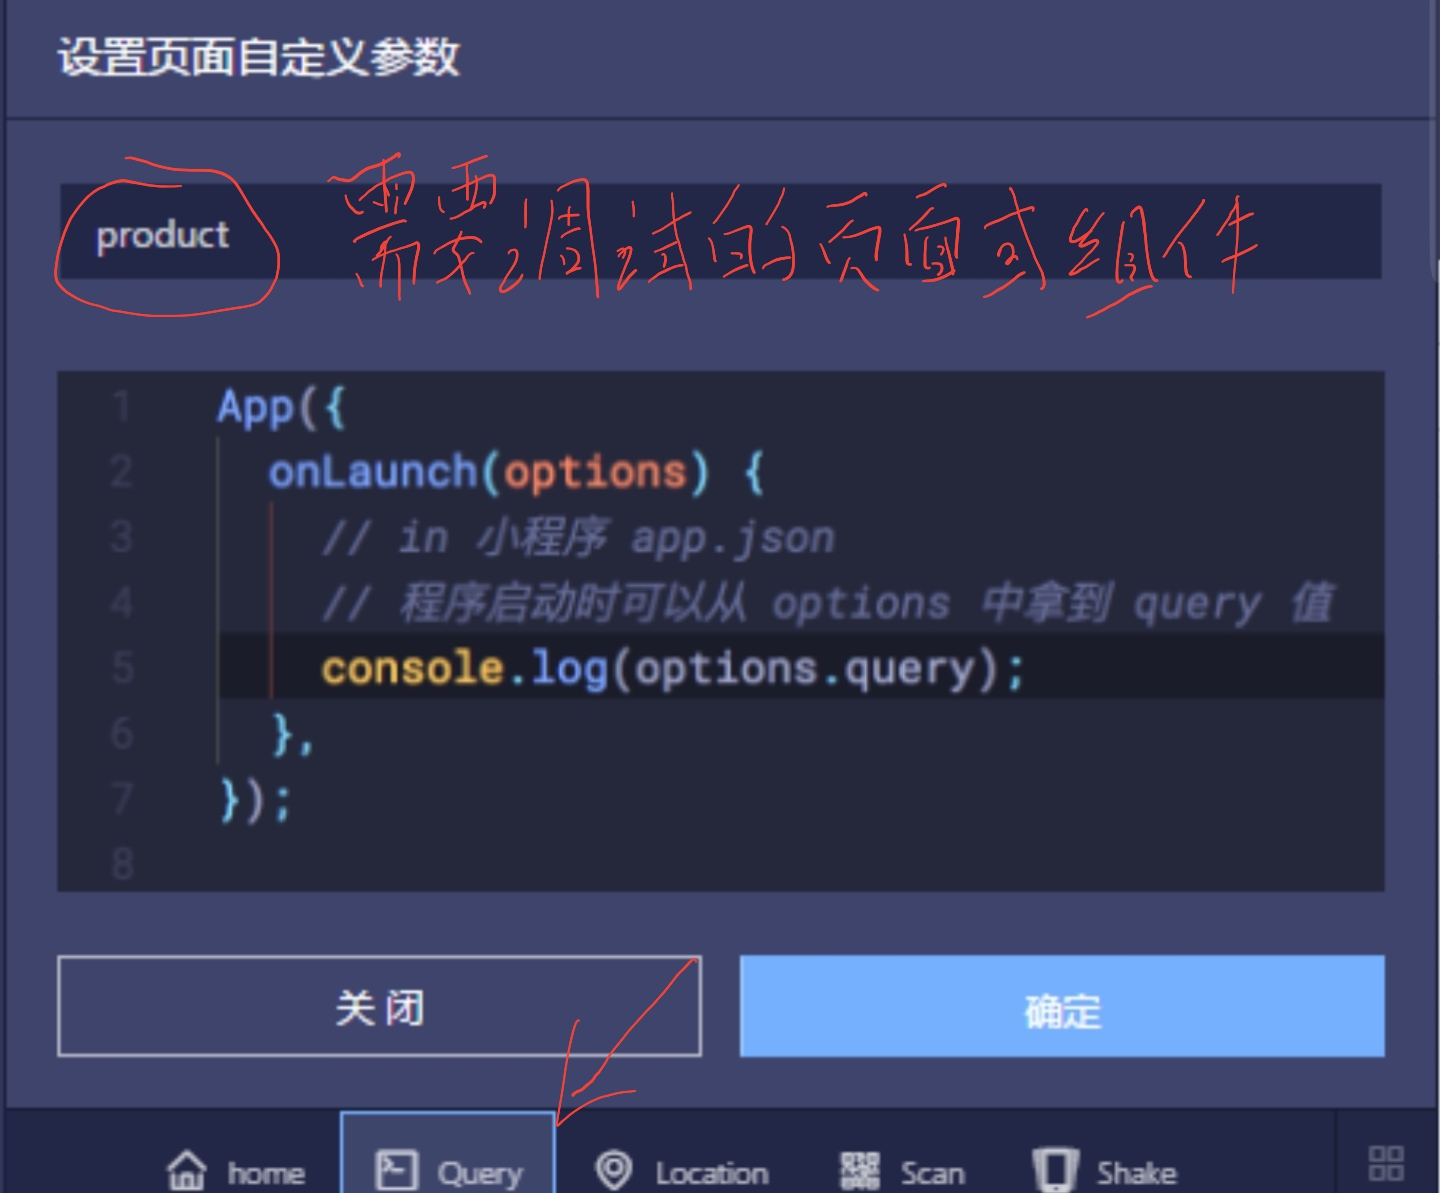 设置页面自定义参数
product 需要调试的页面或组件
1 App({
2 onLaunch(options) {
3 // in 小程序 app.json
4 // 程序启动时可以从 options 中拿到 query 值
5 console.log(options.query);
6 },
7 });
8
关闭 确定
home Query Location Scan Shake